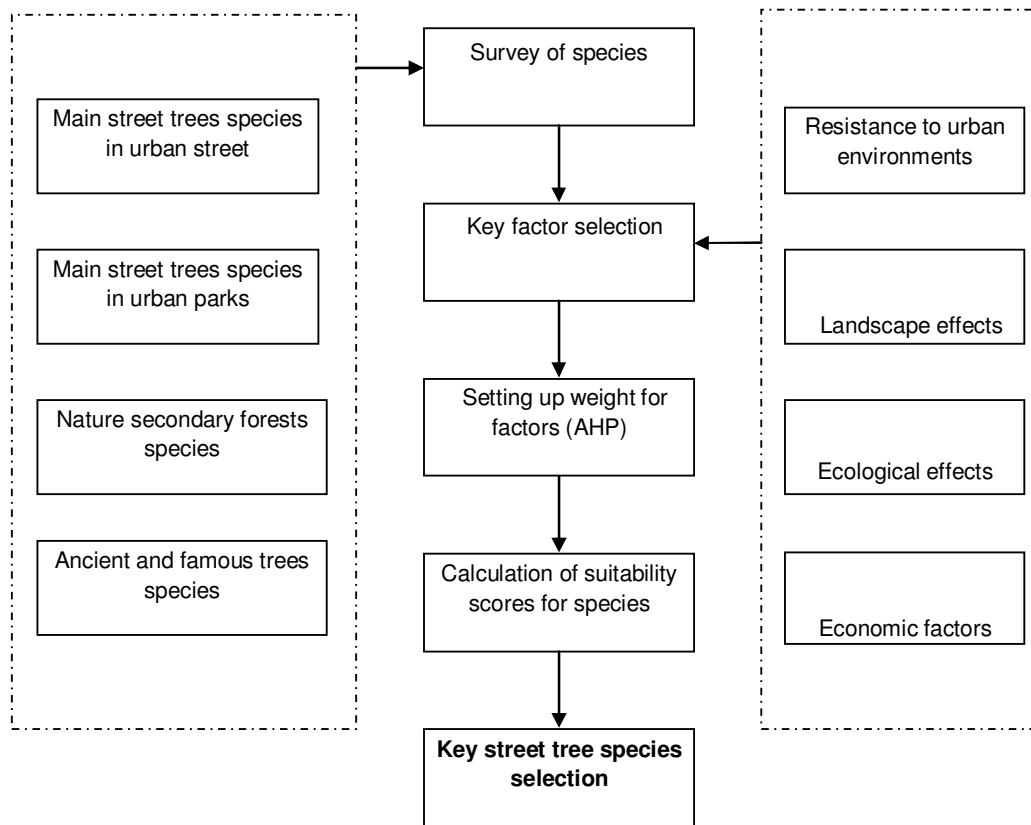 Main street trees species
in urban street
Main street trees species
in urban parks
Nature secondary forests
species
Ancient and famous trees
species
Survey of species
Key factor selection
Setting up weight for
factors (AHP)
Calculation of suitability
scores for species
Key street tree species
selection
Resistance to urban
environments
Landscape effects
Ecological effects
Economic factors